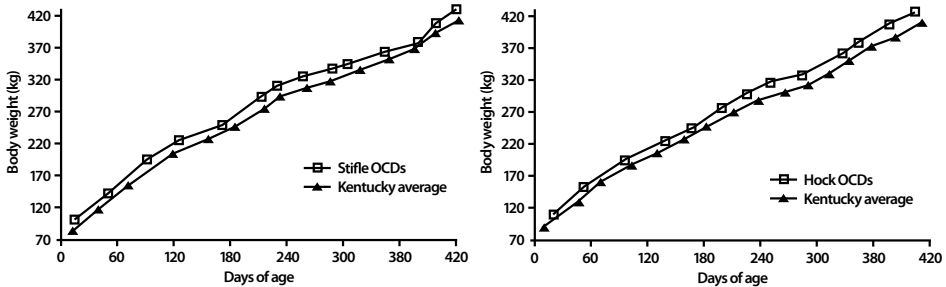 420
370
320
270
220
170
120
70
Body weight (kg)
0 60 120 180 240 300 360 420
Days of age
Stifle OCDs
Kentucky average
420
370
320
270
220
170
120
70
Body weight (kg)
0 60 120 180 240 300 360 420
Days of age
Hock OCDs
Kentucky average